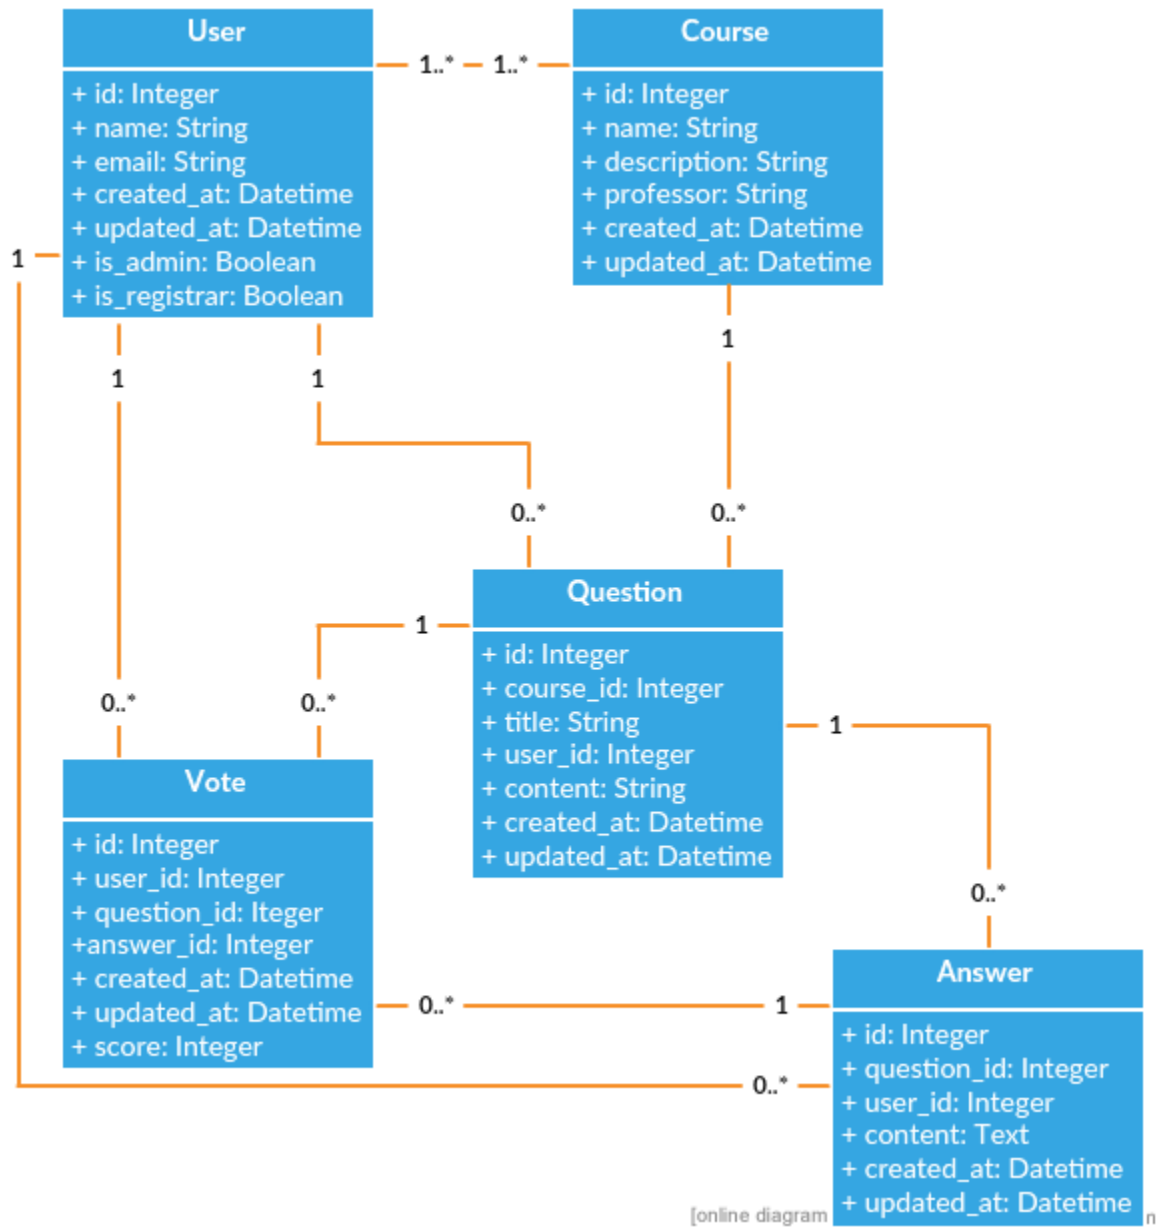 User
+ id: Integer
+ name: String
+ email: String
+ created_at: Datetime
+ updated_at: Datetime
+ is_admin: Boolean
+ is_registrar: Boolean
1..* 1..*
Course
+ id: Integer
+ name: String
+ description: String
+ professor: String
+ created_at: Datetime
+ updated_at: Datetime
1
1
1
1
0..*
0..*
Question
+ id: Integer
+ course_id: Integer
+ title: String
+ user_id: Integer
+ content: String
+ created_at: Datetime
+ updated_at: Datetime
1
0..*
0..*
1
0..*
Vote
+ id: Integer
+ user_id: Integer
+ question_id: Iteger
+answer_id: Integer
+ created_at: Datetime
+ updated_at: Datetime
+ score: Integer
0..* 1
0..*
Answer
+ id: Integer
+ question_id: Integer
+ user_id: Integer
+ content: Text
+ created_at: Datetime
+ updated_at: Datetime
[online diagram